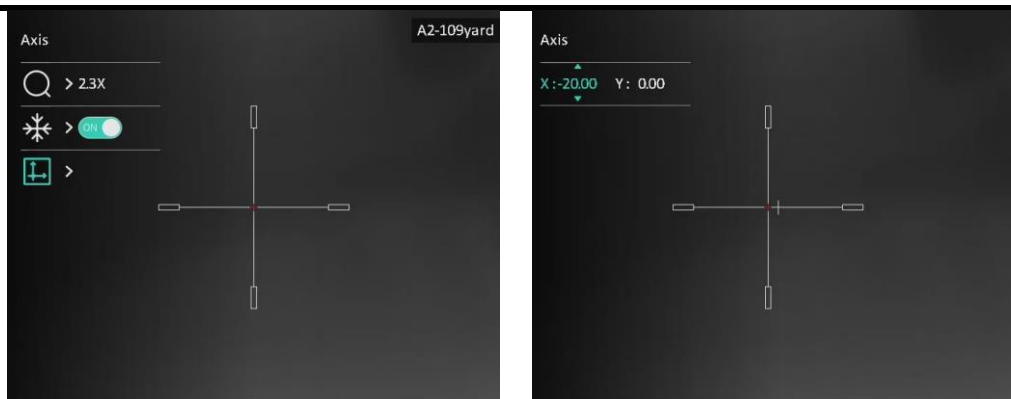 A2-109yard
Axis
> 2.3X
> ON
>
Axis
X :-20.00 Y : 0.00